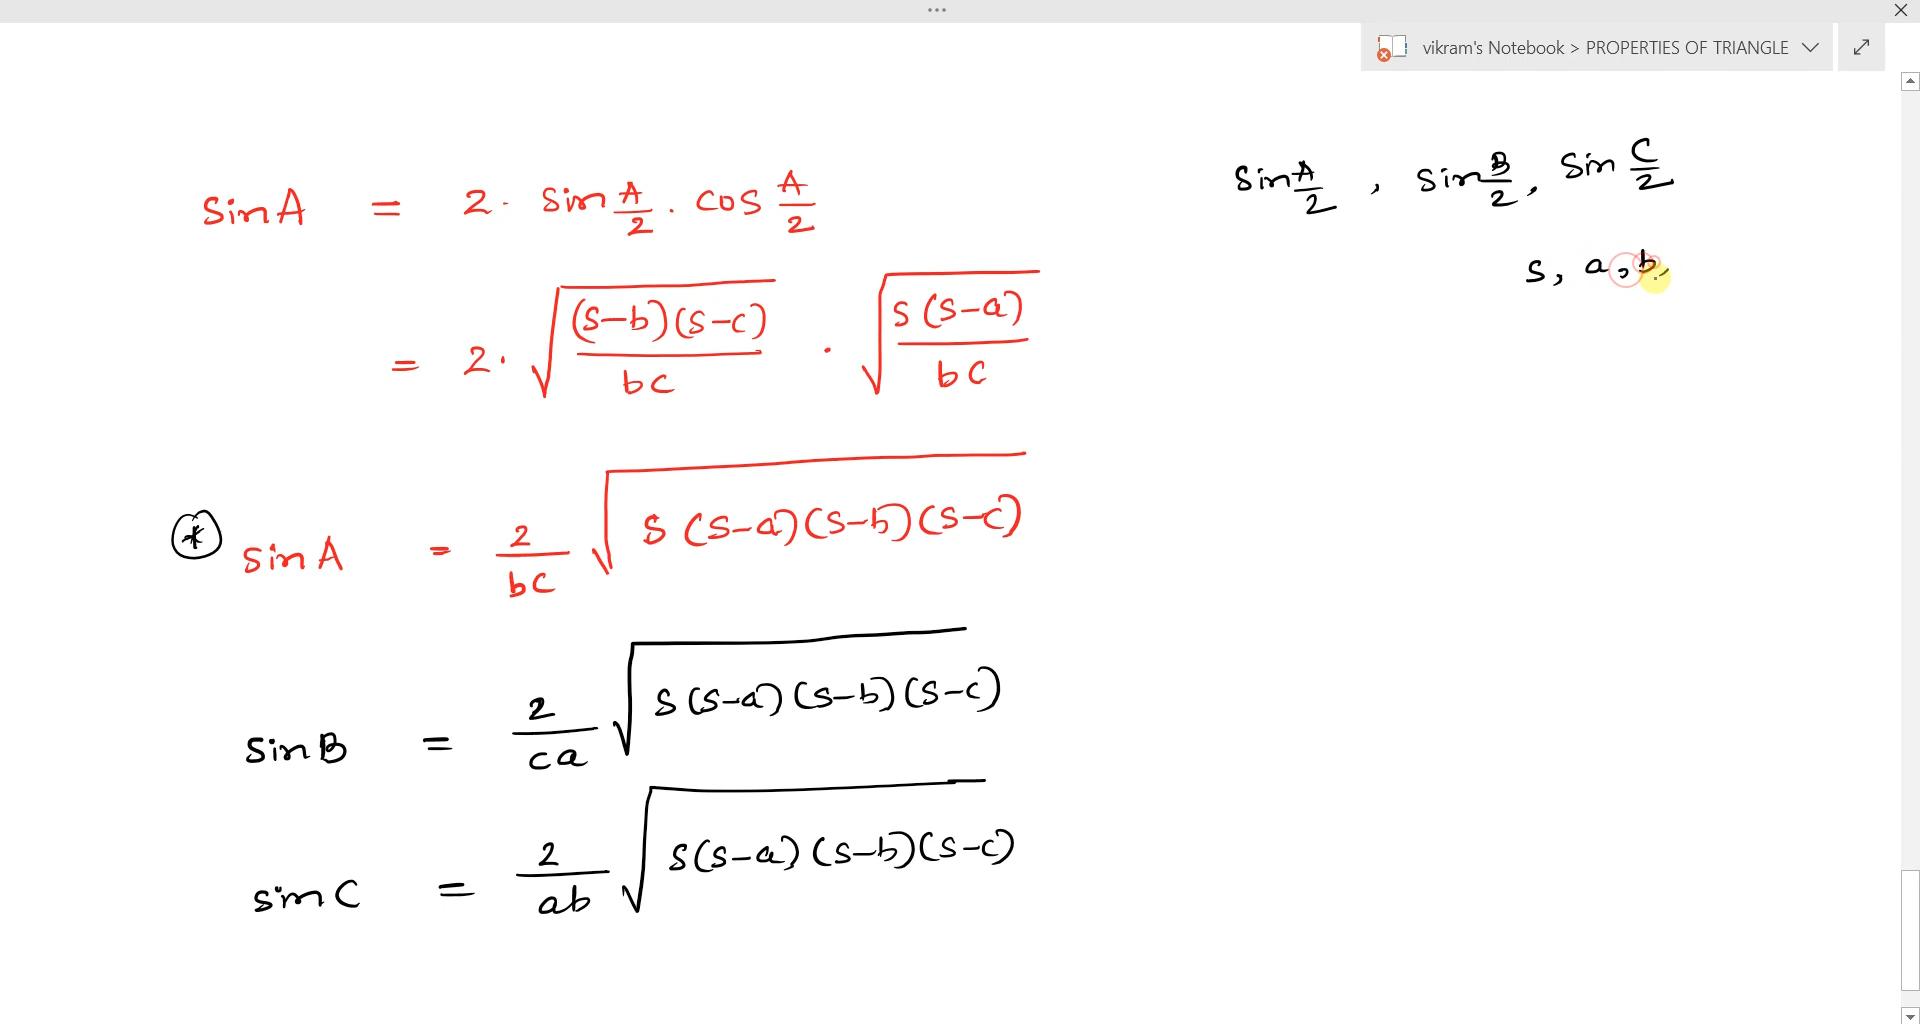 vikram's Notebook > PROPERTIES OF TRIANGLE
sin A/2 , sin B/2, sin C/2
s, a, b,
sin A = 2 · sin A/2 . cos A/2
= 2 · √((s-b)(s-c)/bc) · √(s(s-a)/bc)
* sin A = 2/bc √(s(s-a)(s-b)(s-c))
sin B = 2/ca √(s(s-a)(s-b)(s-c))
sin C = 2/ab √(s(s-a)(s-b)(s-c))